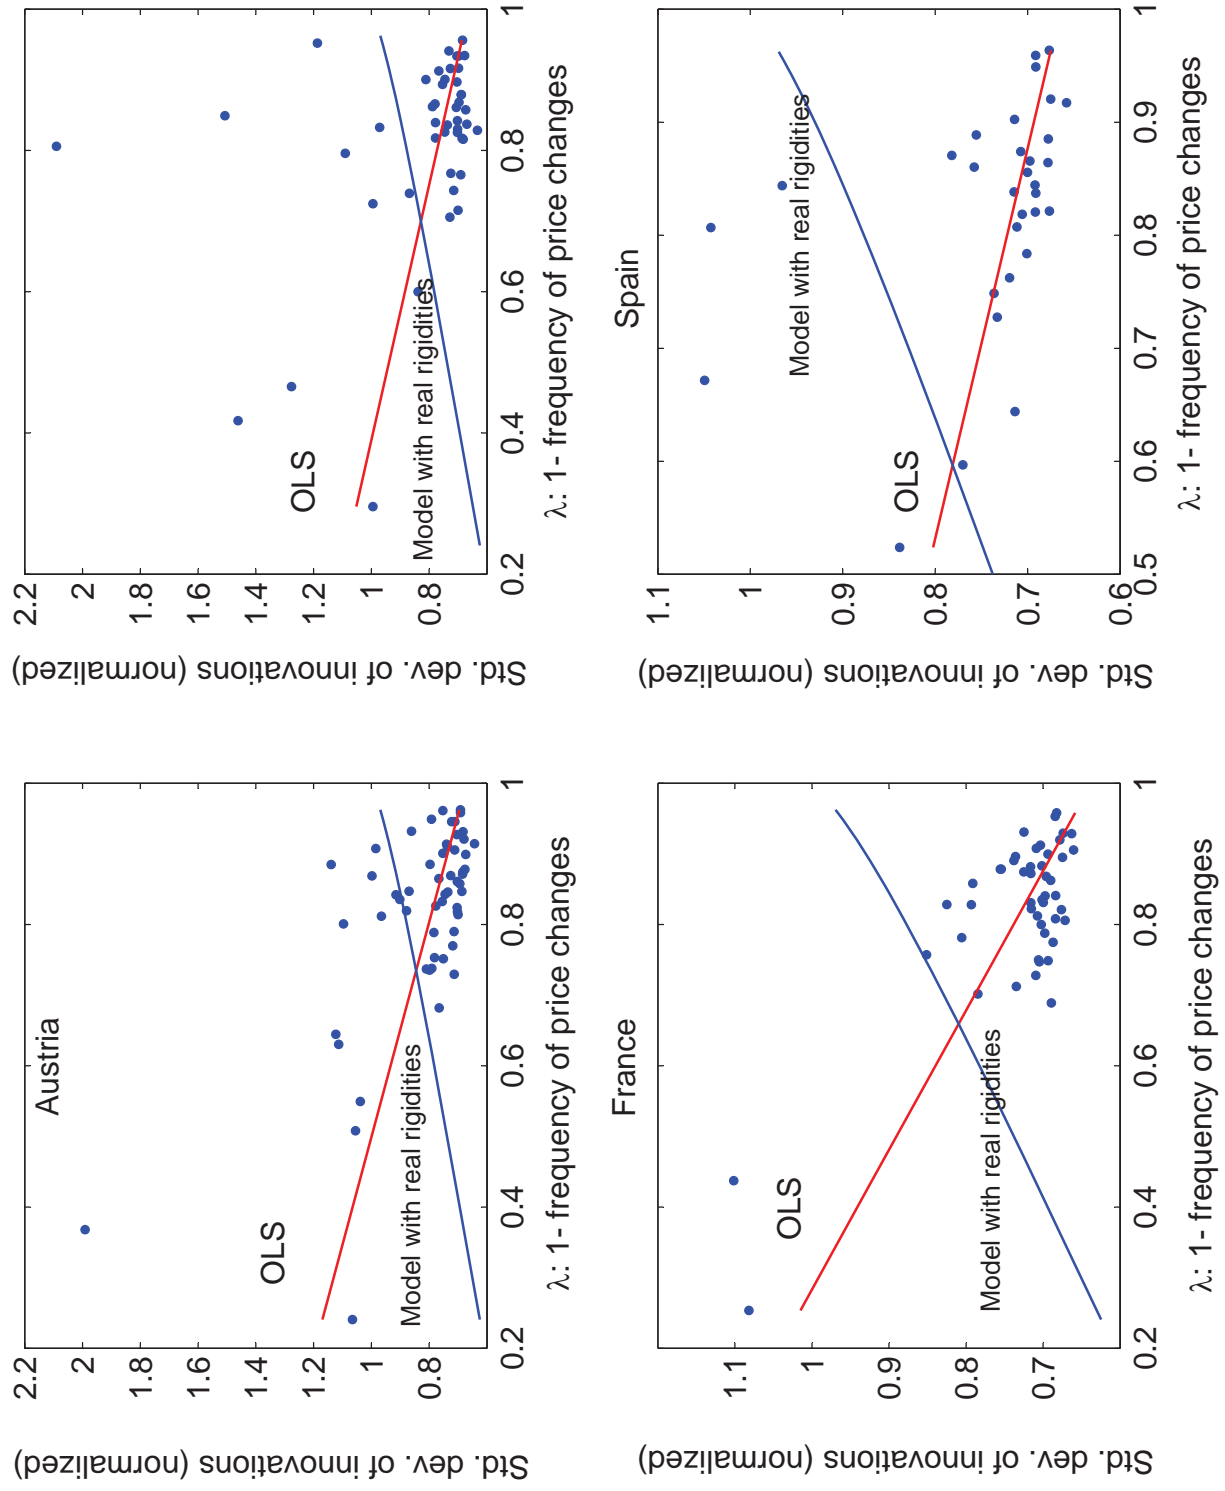 Austria
2.2
2
1.8
1.6
1.4
1.2
1
0.8
Std. dev. of innovations (normalized)
OLS
Model with real rigidities
0.2
0.4
0.6
0.8
1
λ: 1- frequency of price changes
2.2
2
1.8
1.6
1.4
1.2
1
0.8
Std. dev. of innovations (normalized)
OLS
Model with real rigidities
0.2
0.4
0.6
0.8
1
λ: 1- frequency of price changes
France
1.1
1
0.9
0.8
0.7
Std. dev. of innovations (normalized)
OLS
Model with real rigidities
0.2
0.4
0.6
0.8
1
λ: 1- frequency of price changes
Spain
1.1
1
0.9
0.8
0.7
0.6
Std. dev. of innovations (normalized)
OLS
Model with real rigidities
0.5
0.6
0.7
0.8
0.9
1
λ: 1- frequency of price changes